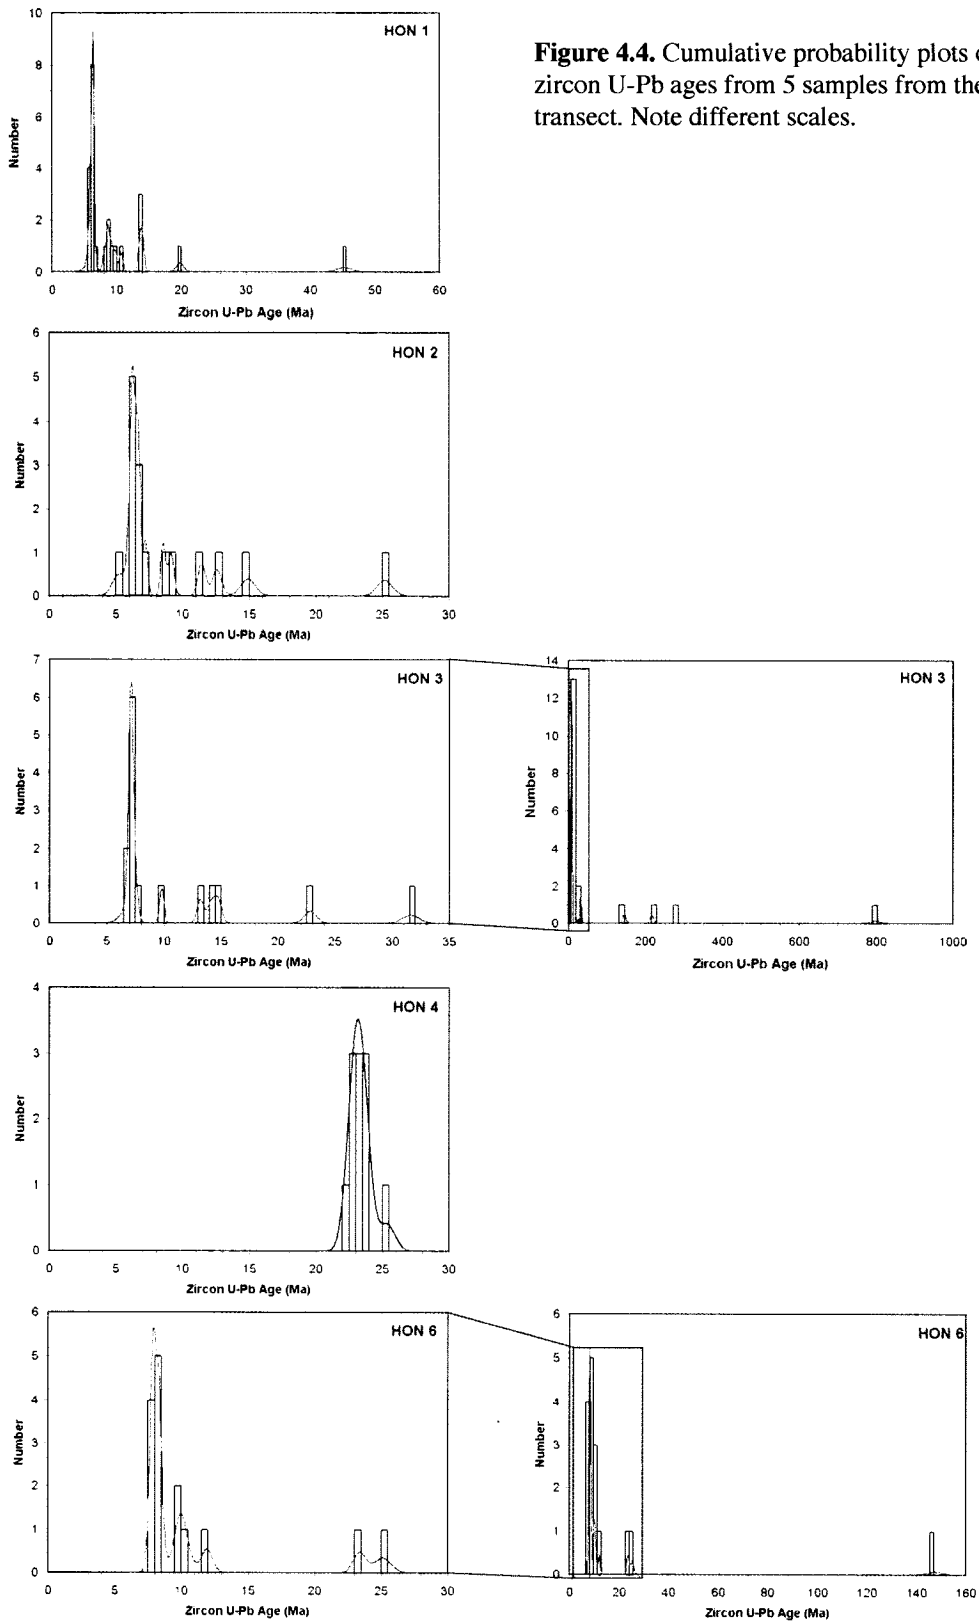 Figure 4.4. Cumulative probability plots
zircon U-Pb ages from 5 samples from the
transect. Note different scales.
HON 1
10
8
6
4
2
0
Number
0 10 20 30 40 50 60
Zircon U-Pb Age (Ma)
HON 2
6
5
4
3
2
1
0
Number
0 5 10 15 20 25 30
Zircon U-Pb Age (Ma)
HON 3
7
6
5
4
3
2
1
0
Number
0 5 10 15 20 25 30 35
Zircon U-Pb Age (Ma)
HON 3
14
12
10
8
6
4
2
0
Number
0 200 400 600 800 1000
Zircon U-Pb Age (Ma)
HON 4
4
3
2
1
0
Number
0 5 10 15 20 25 30
Zircon U-Pb Age (Ma)
HON 6
6
5
4
3
2
1
0
Number
0 5 10 15 20 25 30
Zircon U-Pb Age (Ma)
HON 6
6
5
4
3
2
1
0
Number
0 20 40 60 80 100 120 140 160
Zircon U-Pb Age (Ma)